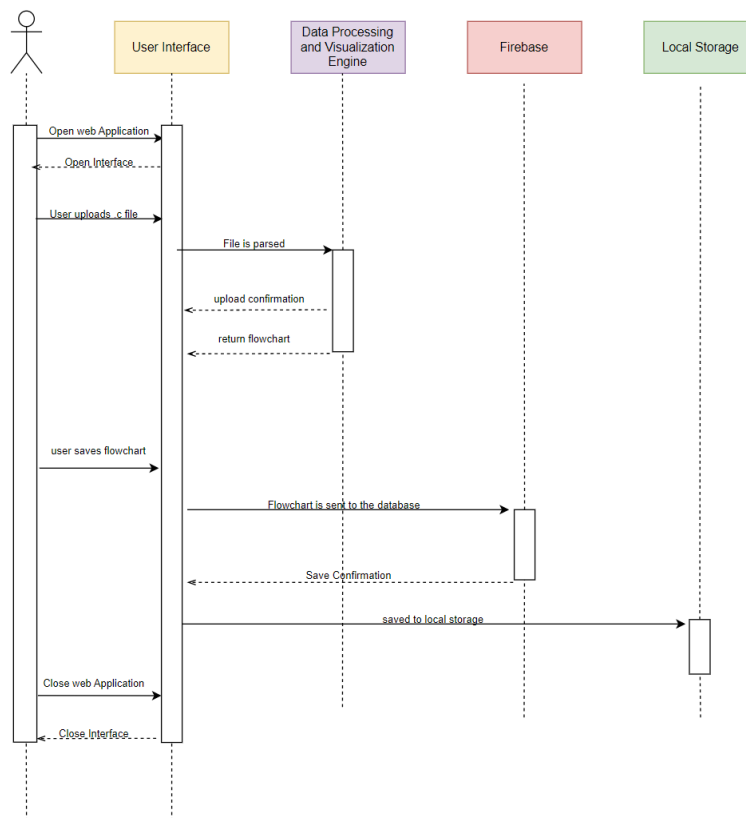 User Interface
Data Processing
and Visualization
Engine
Firebase
Local Storage
Open web Application
Open Interface
User uploads .c file
File is parsed
upload confirmation
return flowchart
user saves flowchart
Flowchart is sent to the database
Save Confirmation
saved to local storage
Close web Application
Close Interface